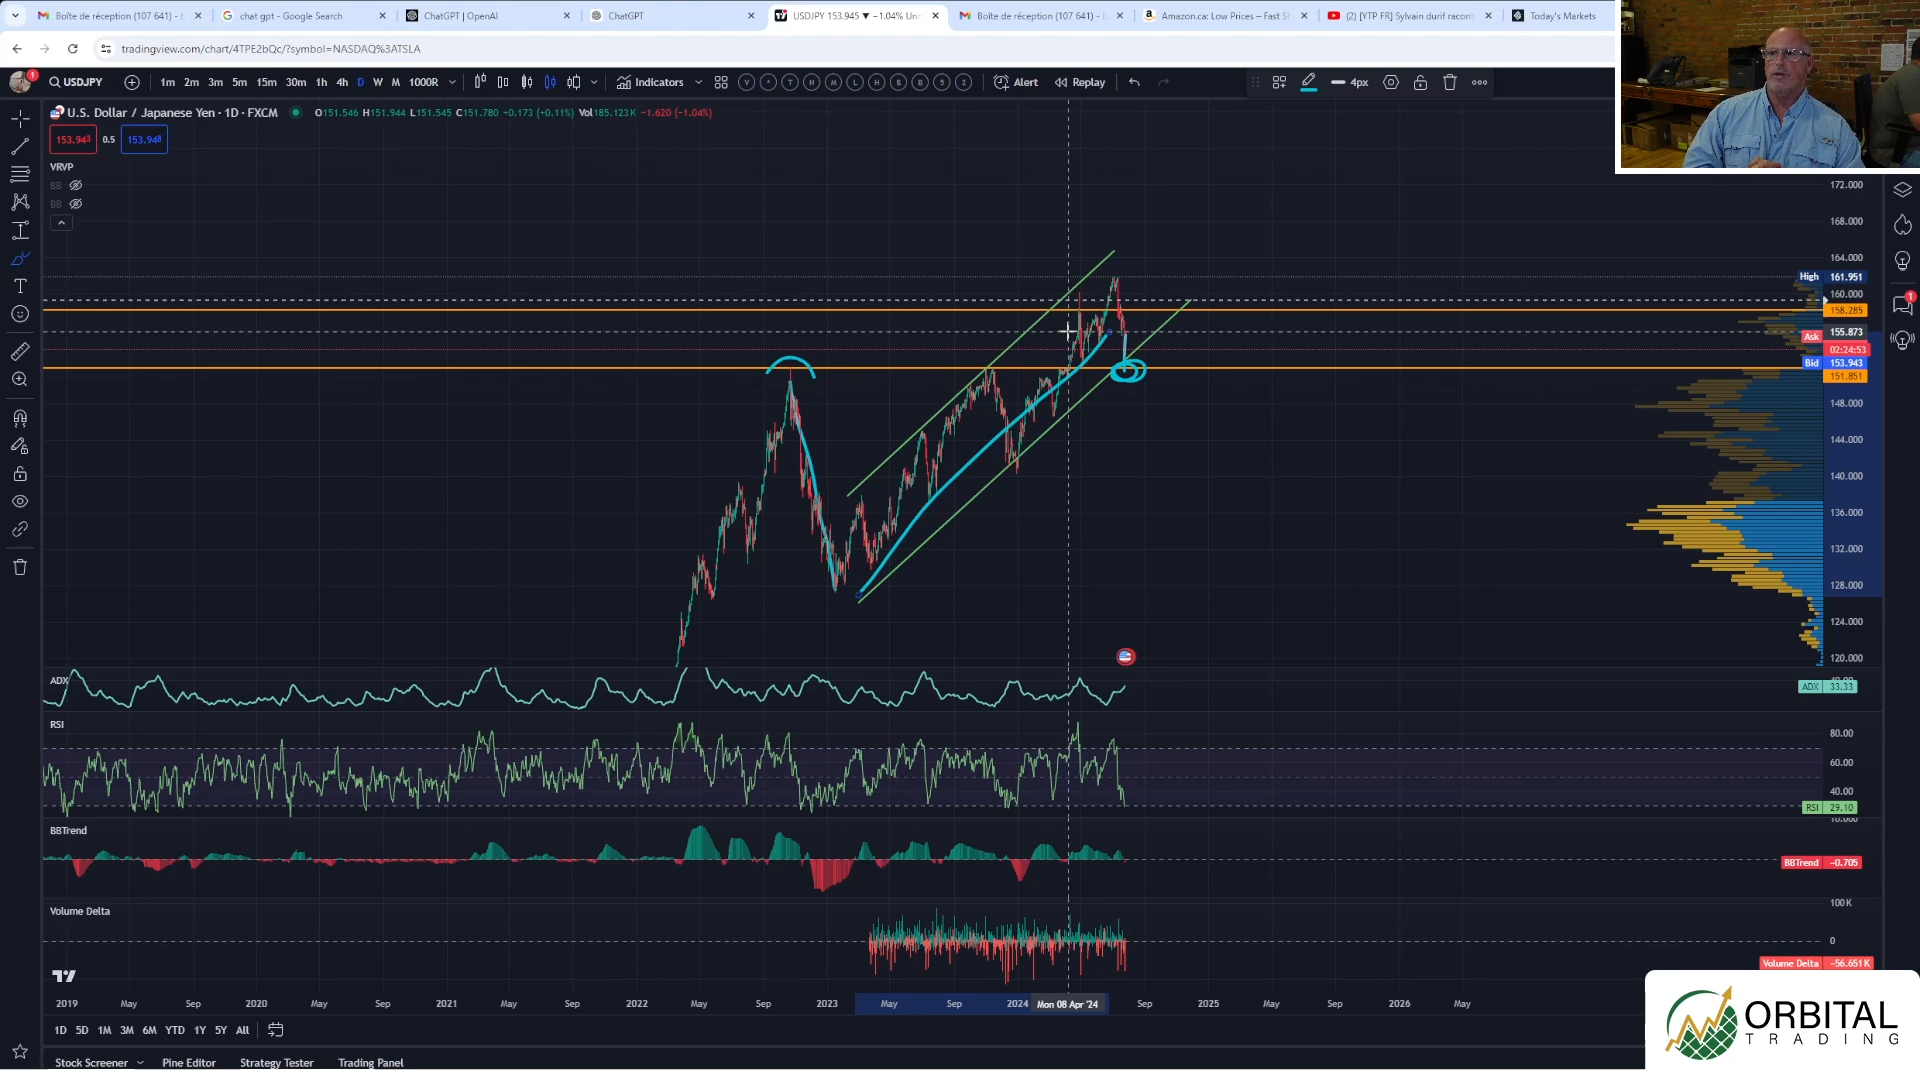 Boîte de réception (107 641) - b
chat gpt - Google Search
ChatGPT | OpenAI
ChatGPT
USDJPY 153.945 ▼ −1.04% Unn
Boîte de réception (107 641) - b
Amazon.ca: Low Prices – Fast Sh
(2) [YTP FR] Sylvain durif racont
Today's Markets
tradingview.com/chart/4TPE2bQc/?symbol=NASDAQ%3ATSLA
1
USDJPY
1m 2m 3m 5m 15m 30m 1h 4h D W M 1000R
Indicators
Alert
Replay
4px
U.S. Dollar / Japanese Yen · 1D · FXCM
O151.546 H151.944 L151.545 C151.780 +0.173 (+0.11%) Vol185.123K −1.620 (−1.04%)
153.943 0.5 153.948
VRVP
BB
BB
172.000
168.000
164.000
High 161.951
160.000
158.285
155.873
Ask
02:24:53
Bid 153.943
151.851
148.000
144.000
140.000
136.000
132.000
128.000
124.000
120.000
1
ADX
ADX 33.33
RSI
80.00
60.00
40.00
RSI 29.10
BBTrend
10.000
BBTrend −0.705
Volume Delta
100K
0
Volume Delta −56.651K
2019 May Sep 2020 May Sep 2021 May Sep 2022 May Sep 2023 May Sep 2024 Mon 08 Apr '24 Sep 2025 May Sep 2026 May
1D 5D 1M 3M 6M YTD 1Y 5Y All
Stock Screener Pine Editor Strategy Tester Trading Panel
ORBITAL
TRADING